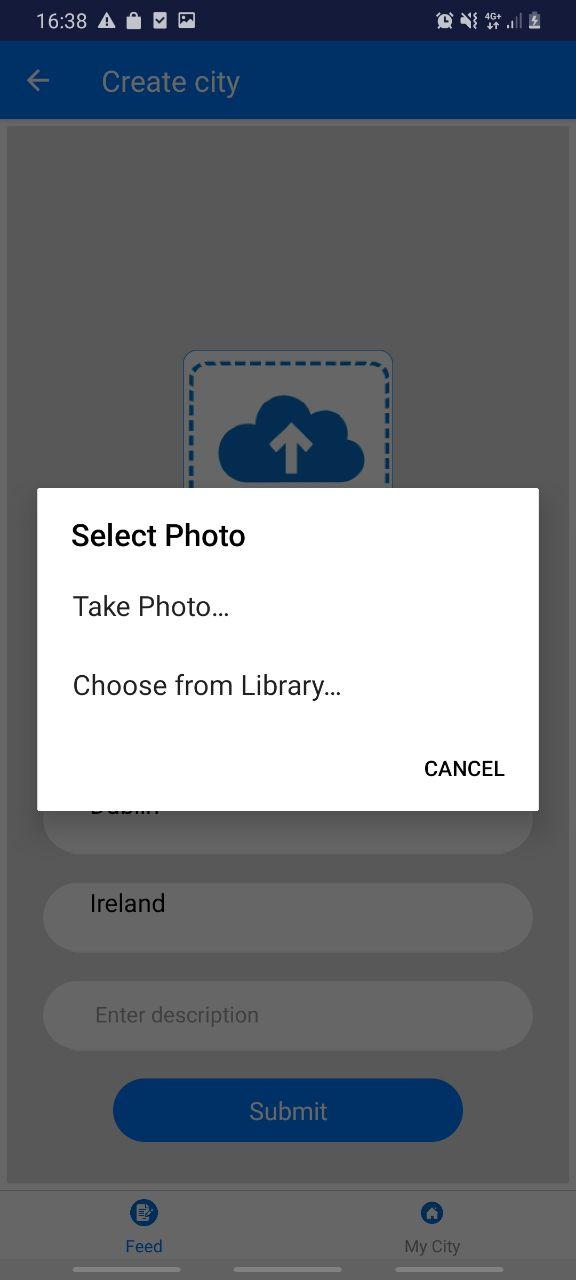 16:38
4G+
Create city
Select Photo
Take Photo…
Choose from Library…
CANCEL
Dublin
Ireland
Enter description
Submit
Feed
My City